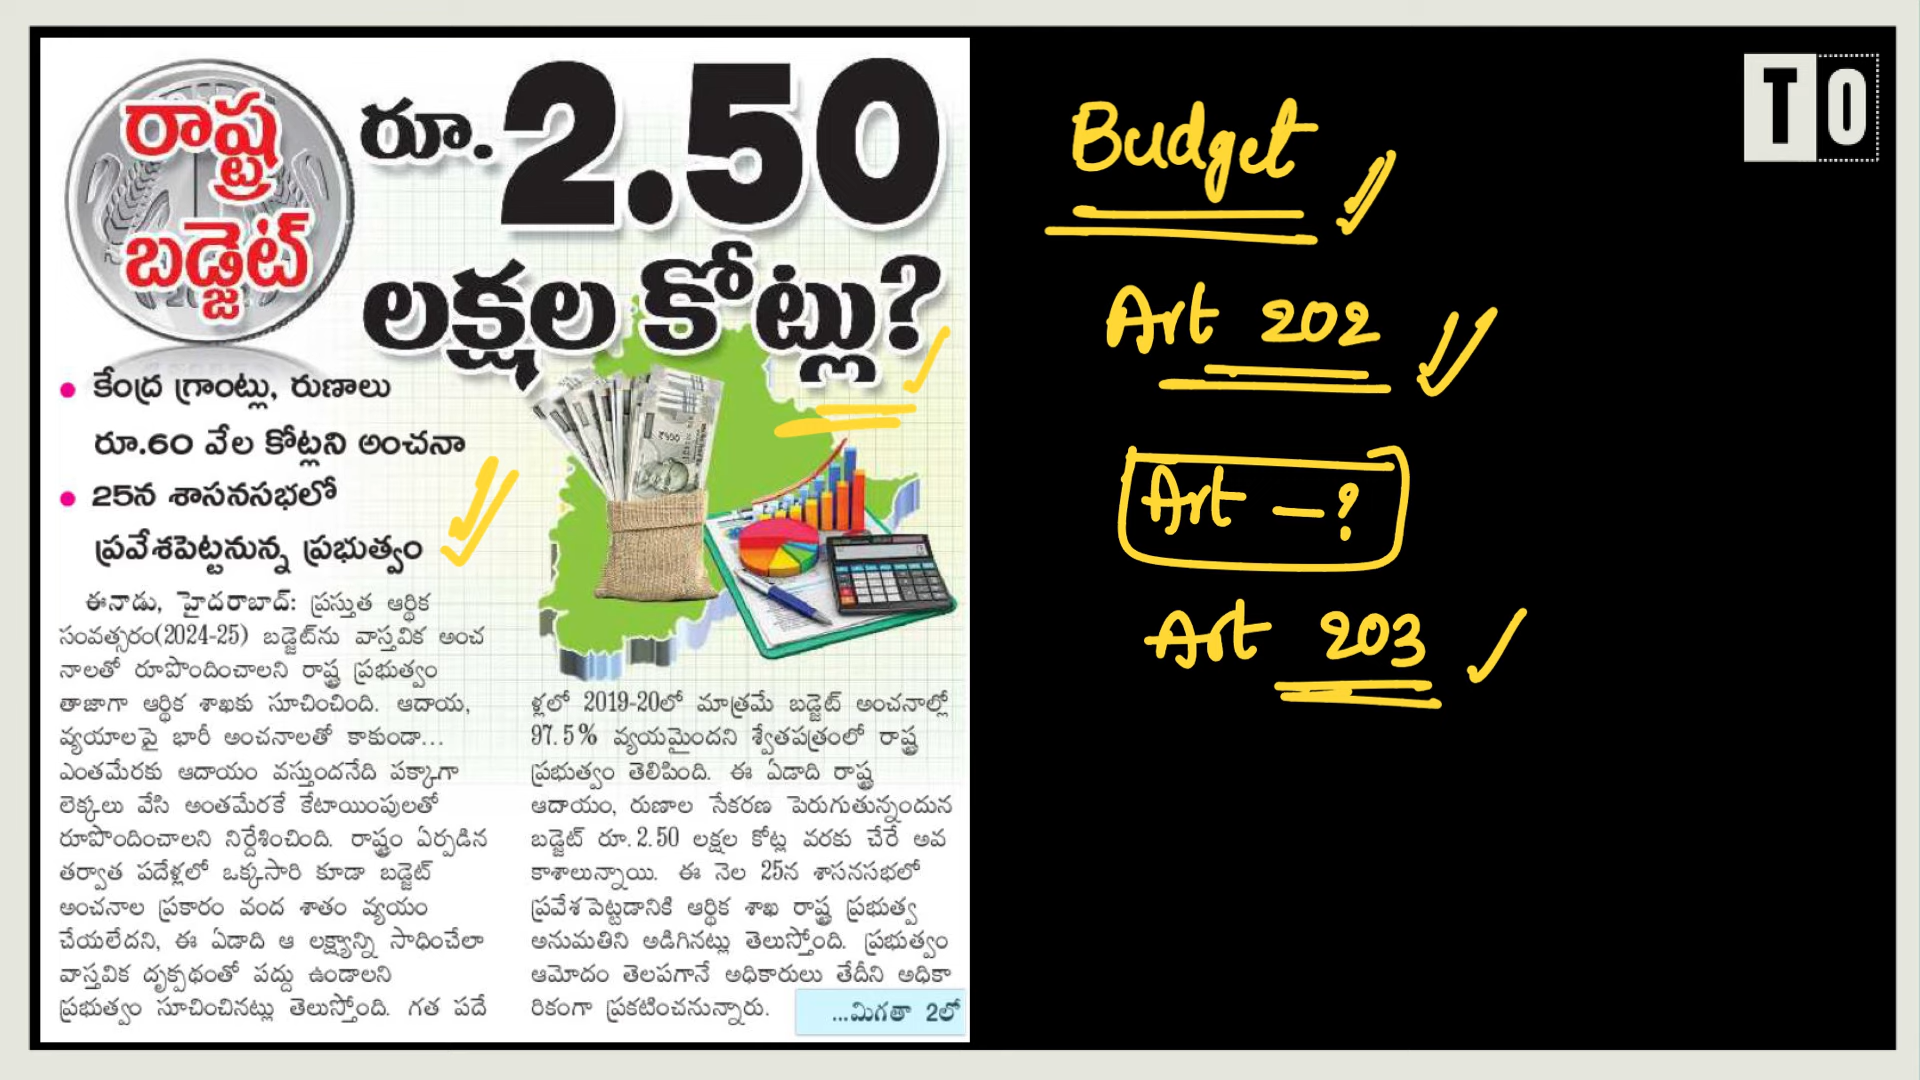 రాష్ట్ర
బడ్జెట్
రూ.2.50
లక్షల కోట్లు?
• కేంద్ర గ్రాంట్లు, రుణాలు
రూ.60 వేల కోట్లని అంచనా
• 25న శాసనసభలో
ప్రవేశపెట్టనున్న ప్రభుత్వం
ఈనాడు, హైదరాబాద్: ప్రస్తుత ఆర్థిక
సంవత్సరం(2024-25) బడ్జెట్‌ను వాస్తవిక అంచ
నాలతో రూపొందించాలని రాష్ట్ర ప్రభుత్వం
తాజాగా ఆర్థిక శాఖకు సూచించింది. ఆదాయ,
వ్యయాలపై భారీ అంచనాలతో కాకుండా...
ఎంతమేరకు ఆదాయం వస్తుందనేది పక్కాగా
లెక్కలు వేసి అంతమేరకే కేటాయింపులతో
రూపొందించాలని నిర్దేశించింది. రాష్ట్రం ఏర్పడిన
తర్వాత పదేళ్లలో ఒక్కసారి కూడా బడ్జెట్
అంచనాల ప్రకారం వంద శాతం వ్యయం
చేయలేదని, ఈ ఏడాది ఆ లక్ష్యాన్ని సాధించేలా
వాస్తవిక దృక్పథంతో పద్దు ఉండాలని
ప్రభుత్వం సూచించినట్లు తెలుస్తోంది. గత పదే
ళ్లలో 2019-20లో మాత్రమే బడ్జెట్ అంచనాల్లో
97.5% వ్యయమైందని శ్వేతపత్రంలో రాష్ట్ర
ప్రభుత్వం తెలిపింది. ఈ ఏడాది రాష్ట్ర
ఆదాయం, రుణాల సేకరణ పెరుగుతున్నందున
బడ్జెట్ రూ.2.50 లక్షల కోట్ల వరకు చేరే అవ
కాశాలున్నాయి. ఈ నెల 25న శాసనసభలో
ప్రవేశపెట్టడానికి ఆర్థిక శాఖ రాష్ట్ర ప్రభుత్వ
అనుమతిని అడిగినట్లు తెలుస్తోంది. ప్రభుత్వం
ఆమోదం తెలపగానే అధికారులు తేదీని అధికా
రికంగా ప్రకటించనున్నారు.
...మిగతా 2లో
Budget
Art 202
Art – ?
Art 203
TO